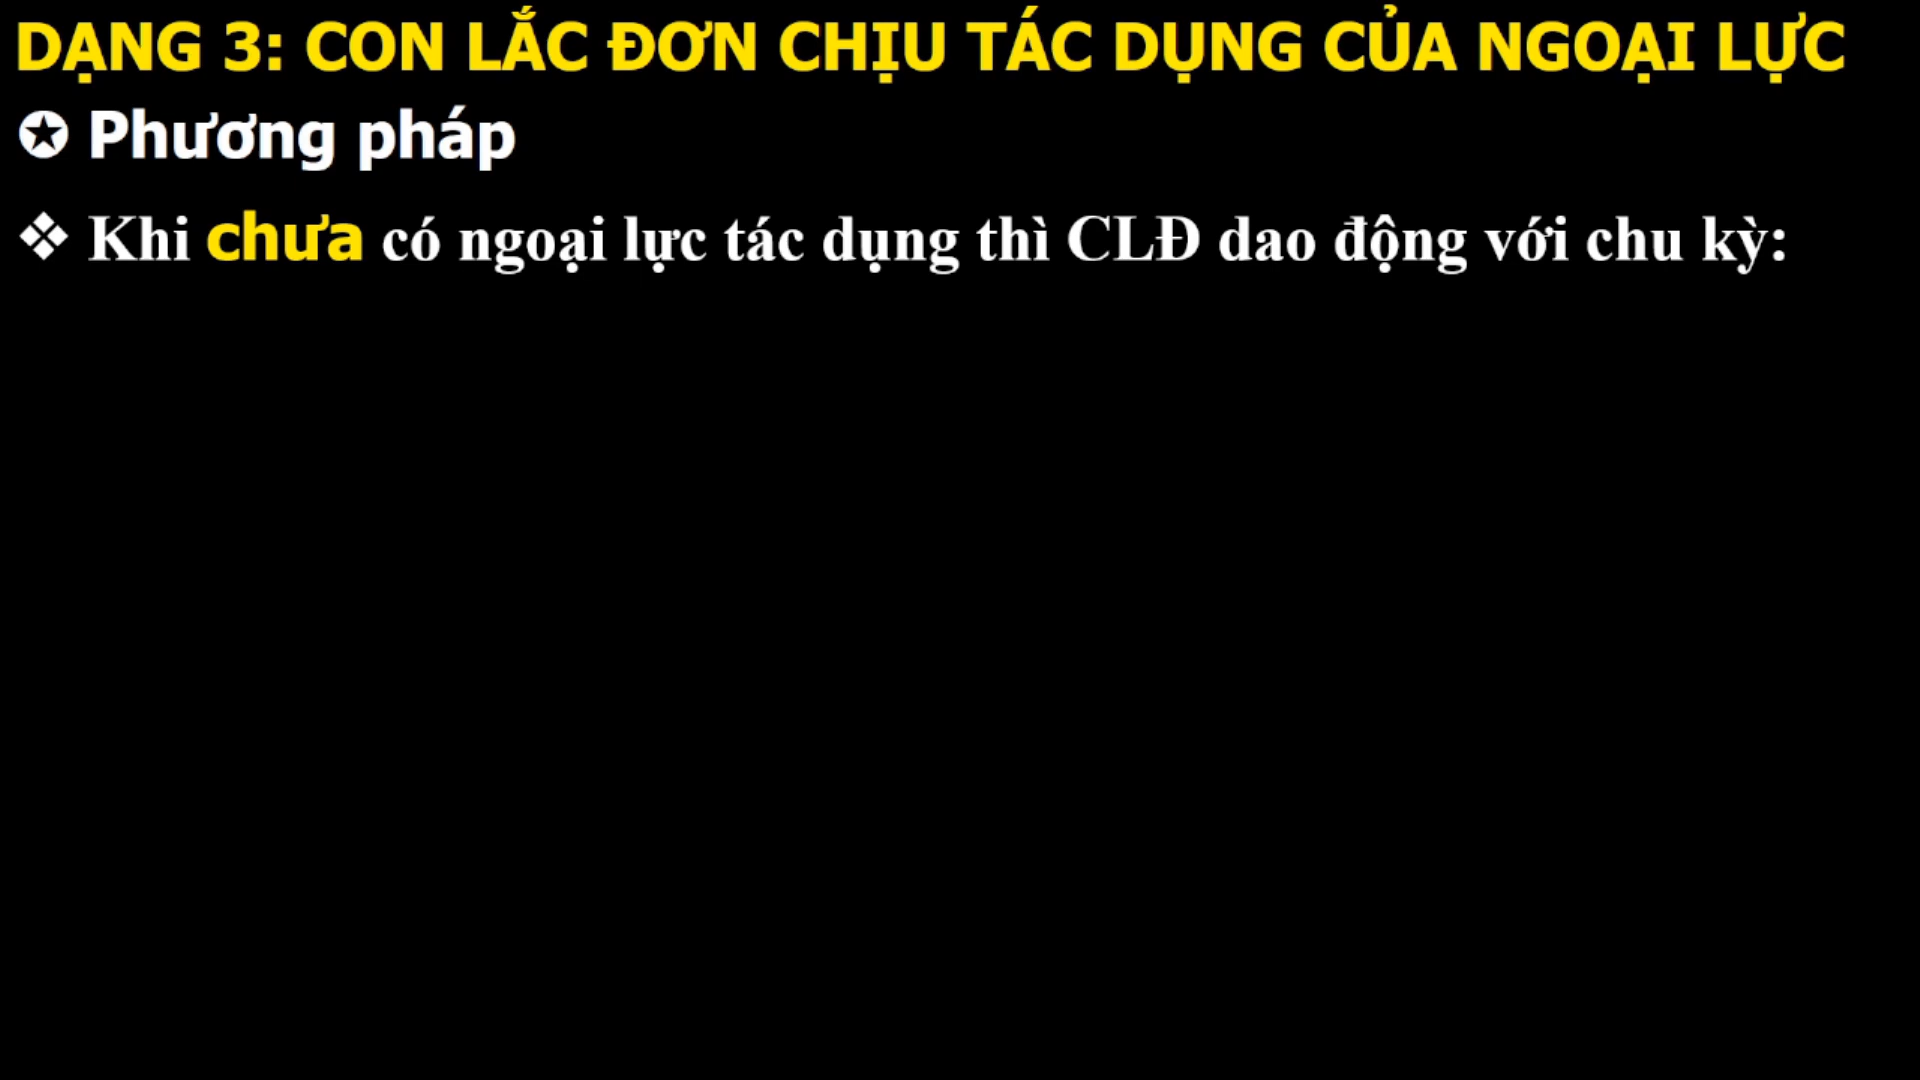 DẠNG 3: CON LẮC ĐƠN CHỊU TÁC DỤNG CỦA NGOẠI LỰC
✪ Phương pháp
❖ Khi chưa có ngoại lực tác dụng thì CLĐ dao động với chu kỳ: